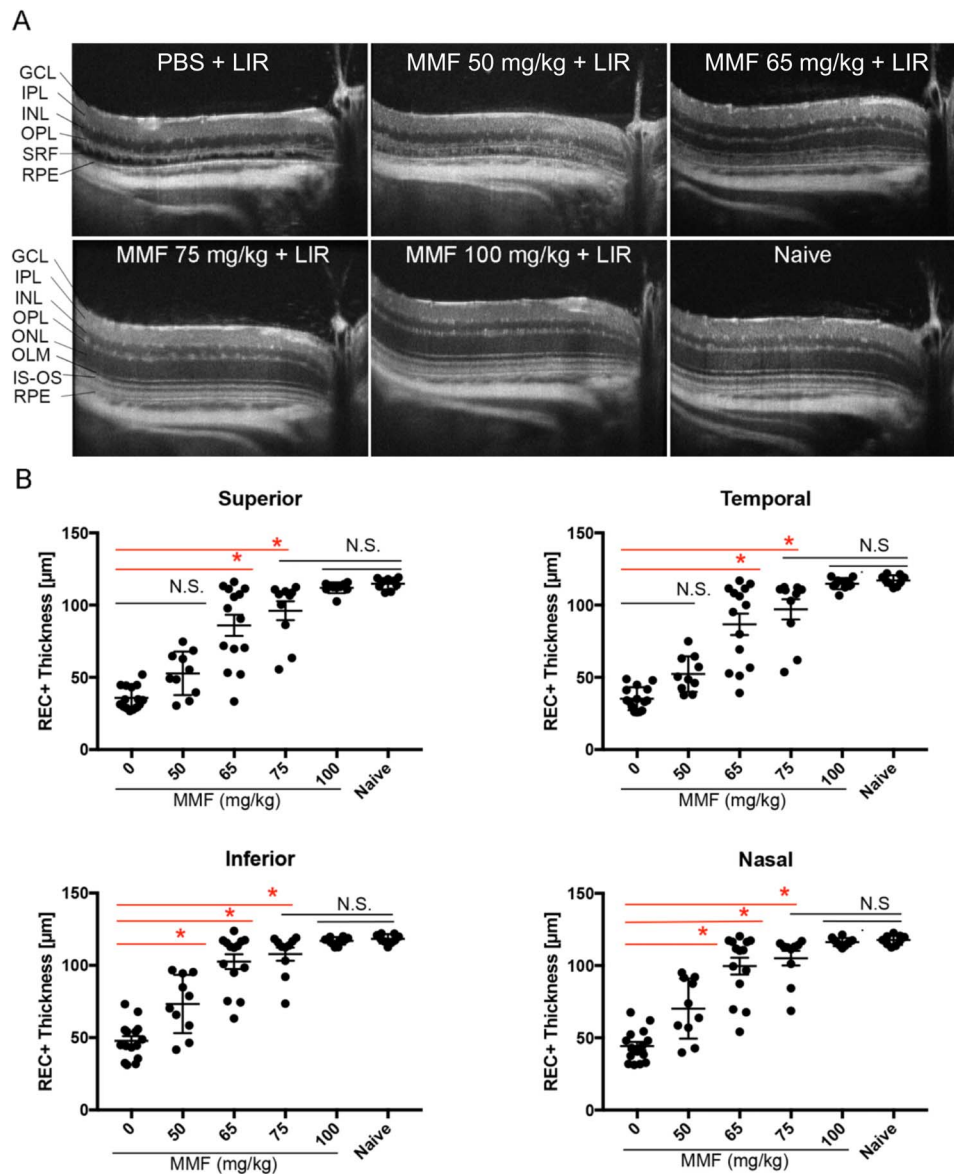 A
PBS + LIR
MMF 50 mg/kg + LIR
MMF 65 mg/kg + LIR
GCL
IPL
INL
OPL
SRF
RPE
MMF 75 mg/kg + LIR
MMF 100 mg/kg + LIR
Naive
GCL
IPL
INL
OPL
ONL
OLM
IS-OS
RPE
B
Superior
REC+ Thickness [µm]
150
100
50
0
* N.S.
*
N.S.
0 50 65 75 100 Naive
MMF (mg/kg)
Temporal
REC+ Thickness [µm]
150
100
50
0
* N.S
*
N.S.
0 50 65 75 100 Naive
MMF (mg/kg)
Inferior
REC+ Thickness [µm]
150
100
50
0
* N.S.
*
*
0 50 65 75 100 Naive
MMF (mg/kg)
Nasal
REC+ Thickness [µm]
150
100
50
0
* N.S
*
*
0 50 65 75 100 Naive
MMF (mg/kg)